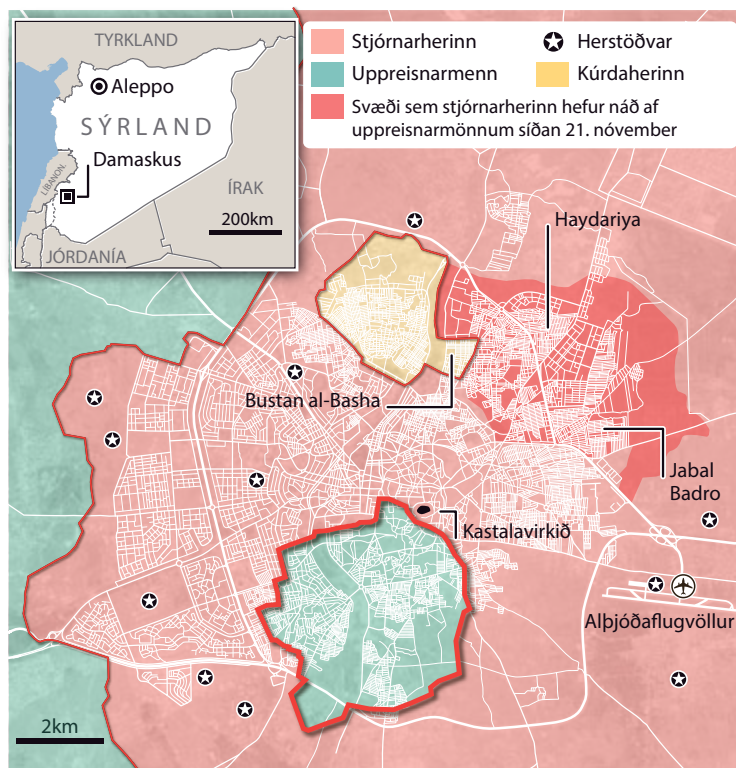 TYRKLAND
Aleppo
SÝRLAND
Damaskus
LÍBANON.
ÍRAK
200km
JÓRDANÍA
Stjórnarherinn
Herstöðvar
Uppreisnarmenn
Kúrdaherinn
Svæði sem stjórnarherinn hefur náð af
uppreisnarmönnum síðan 21. nóvember
Haydariya
Bustan al-Basha
Jabal
Badro
Kastalavirkið
Alþjóðaflugvöllur
2km